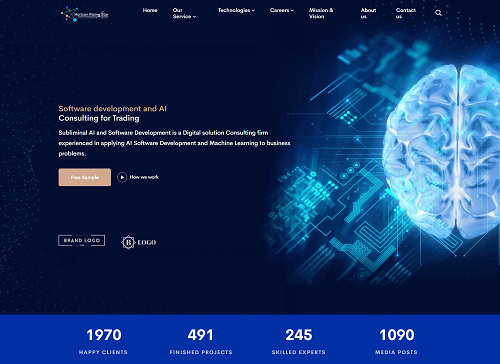 Horizon Rising Star
Home
Our Service
Technologies
Careers
Mission & Vision
About us
Contact us
Software development and AI
Consulting for Trading
Subliminal AI and Software Development is a Digital solution Consulting firm
experienced in applying AI Software Development and Machine Learning to business
problems.
Free Sample
How we work
BRAND LOGO
B LOGO
1970
491
245
1090
HAPPY CLIENTS
FINISHED PROJECTS
SKILLED EXPERTS
MEDIA POSTS